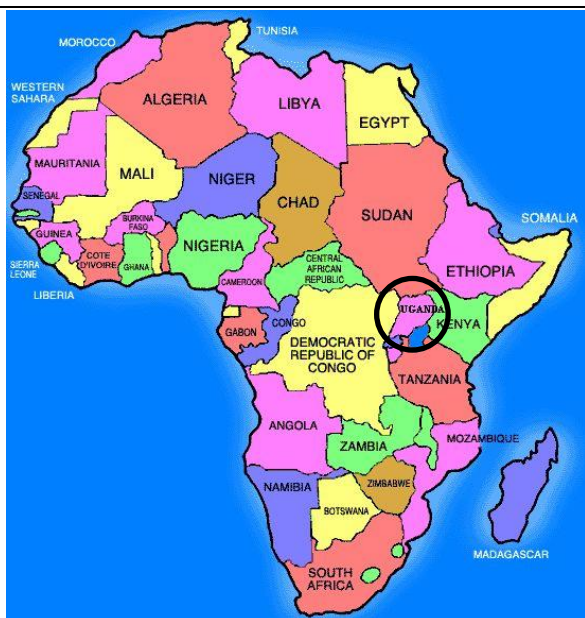 TUNISIA
MOROCCO
WESTERN
SAHARA
ALGERIA
LIBYA
EGYPT
MAURITANIA
MALI
NIGER
CHAD
SUDAN
SOMALIA
SENEGAL
BURKINA
FASO
GUINEA
COTE
D'IVOIRE
GHANA
NIGERIA
ETHIOPIA
SIERRA
LEONE
LIBERIA
CAMEROON
CENTRAL
AFRICAN
REPUBLIC
UGANDA
KENYA
GABON
CONGO
DEMOCRATIC
REPUBLIC OF
CONGO
TANZANIA
ANGOLA
ZAMBIA
MOZAMBIQUE
NAMIBIA
ZIMBABWE
BOTSWANA
MADAGASCAR
SOUTH
AFRICA